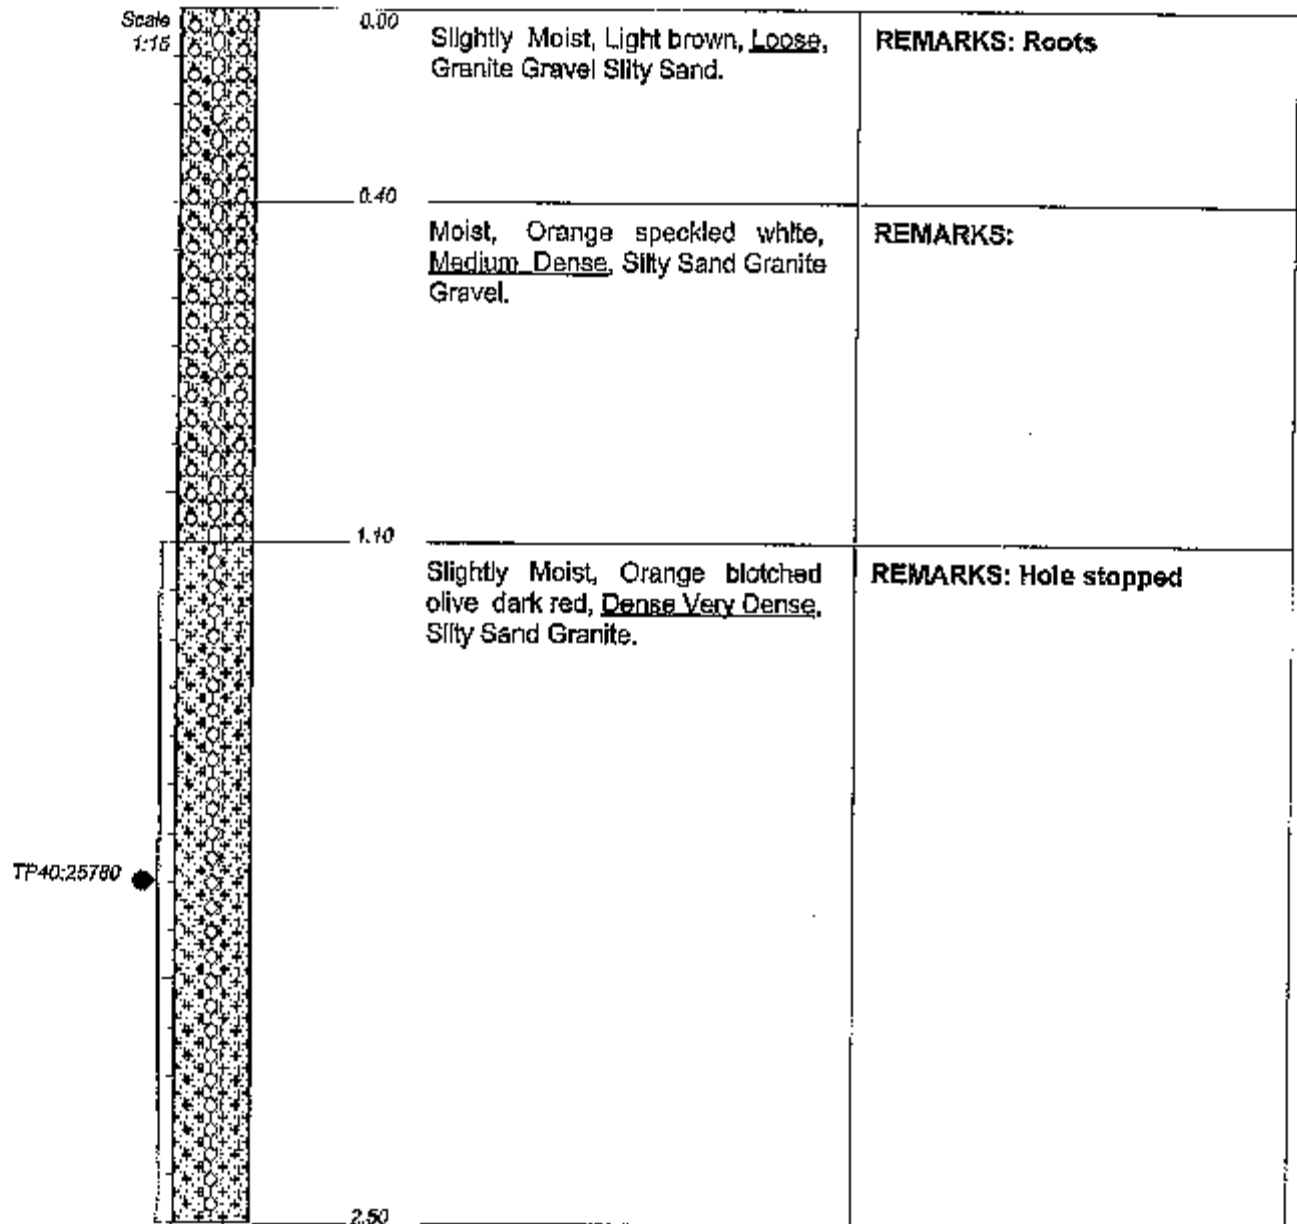 Scale
1:15
0.00
Slightly Moist, Light brown, Loose,
Granite Gravel Silty Sand.
REMARKS: Roots
0.40
Moist, Orange speckled white,
Medium Dense, Silty Sand Granite
Gravel.
REMARKS:
1.10
Slightly Moist, Orange blotched
olive dark red, Dense Very Dense,
Silty Sand Granite.
REMARKS: Hole stopped
TP40:25780
2.50